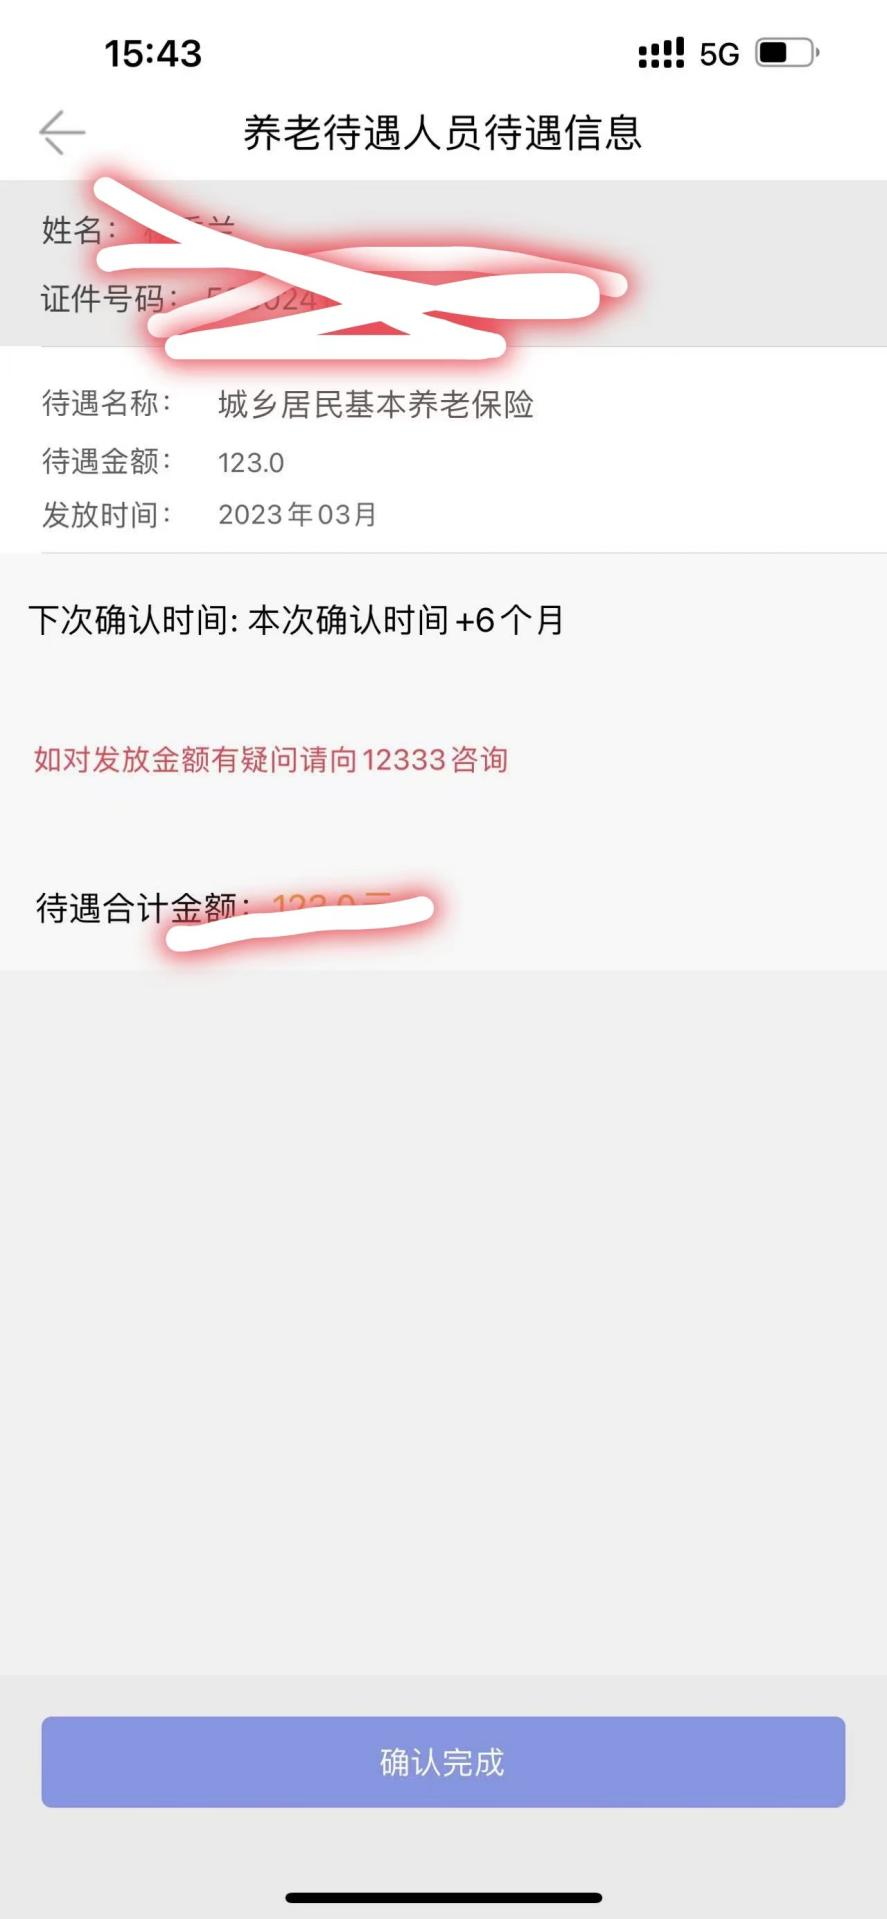 15:43
5G
养老待遇人员待遇信息
姓名：
证件号码：
待遇名称： 城乡居民基本养老保险
待遇金额： 123.0
发放时间： 2023年03月
下次确认时间: 本次确认时间+6个月
如对发放金额有疑问请向12333咨询
待遇合计金额：
确认完成